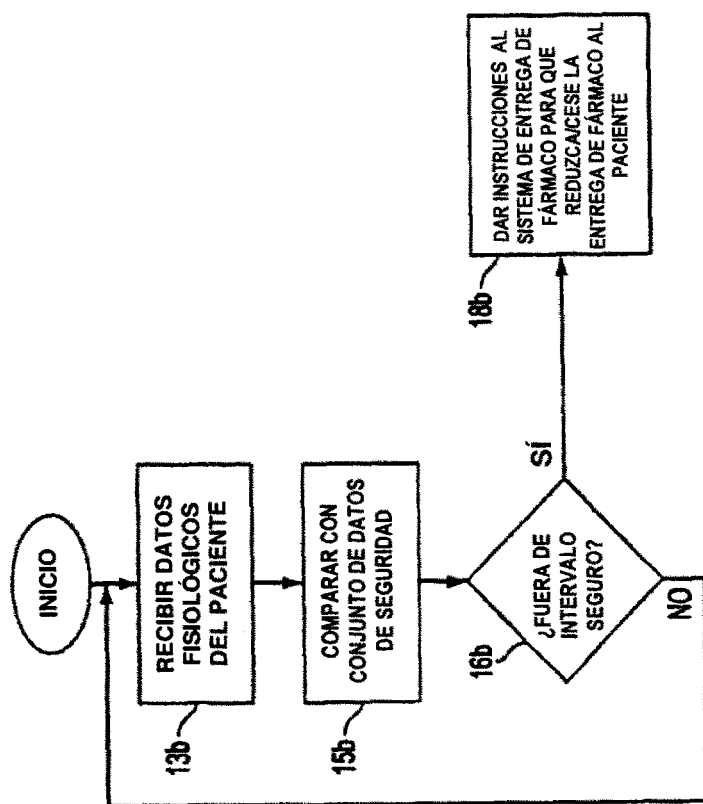 INICIO
RECIBIR DATOS
FISIOLÓGICOS
DEL PACIENTE
13b
COMPARAR CON
CONJUNTO DE DATOS
DE SEGURIDAD
15b
¿FUERA DE
INTERVALO
SEGURO?
16b
SÍ
NO
DAR INSTRUCCIONES AL
SISTEMA DE ENTREGA DE
FÁRMACO PARA QUE
REDUZCA/CESE LA
ENTREGA DE FÁRMACO AL
PACIENTE
18b